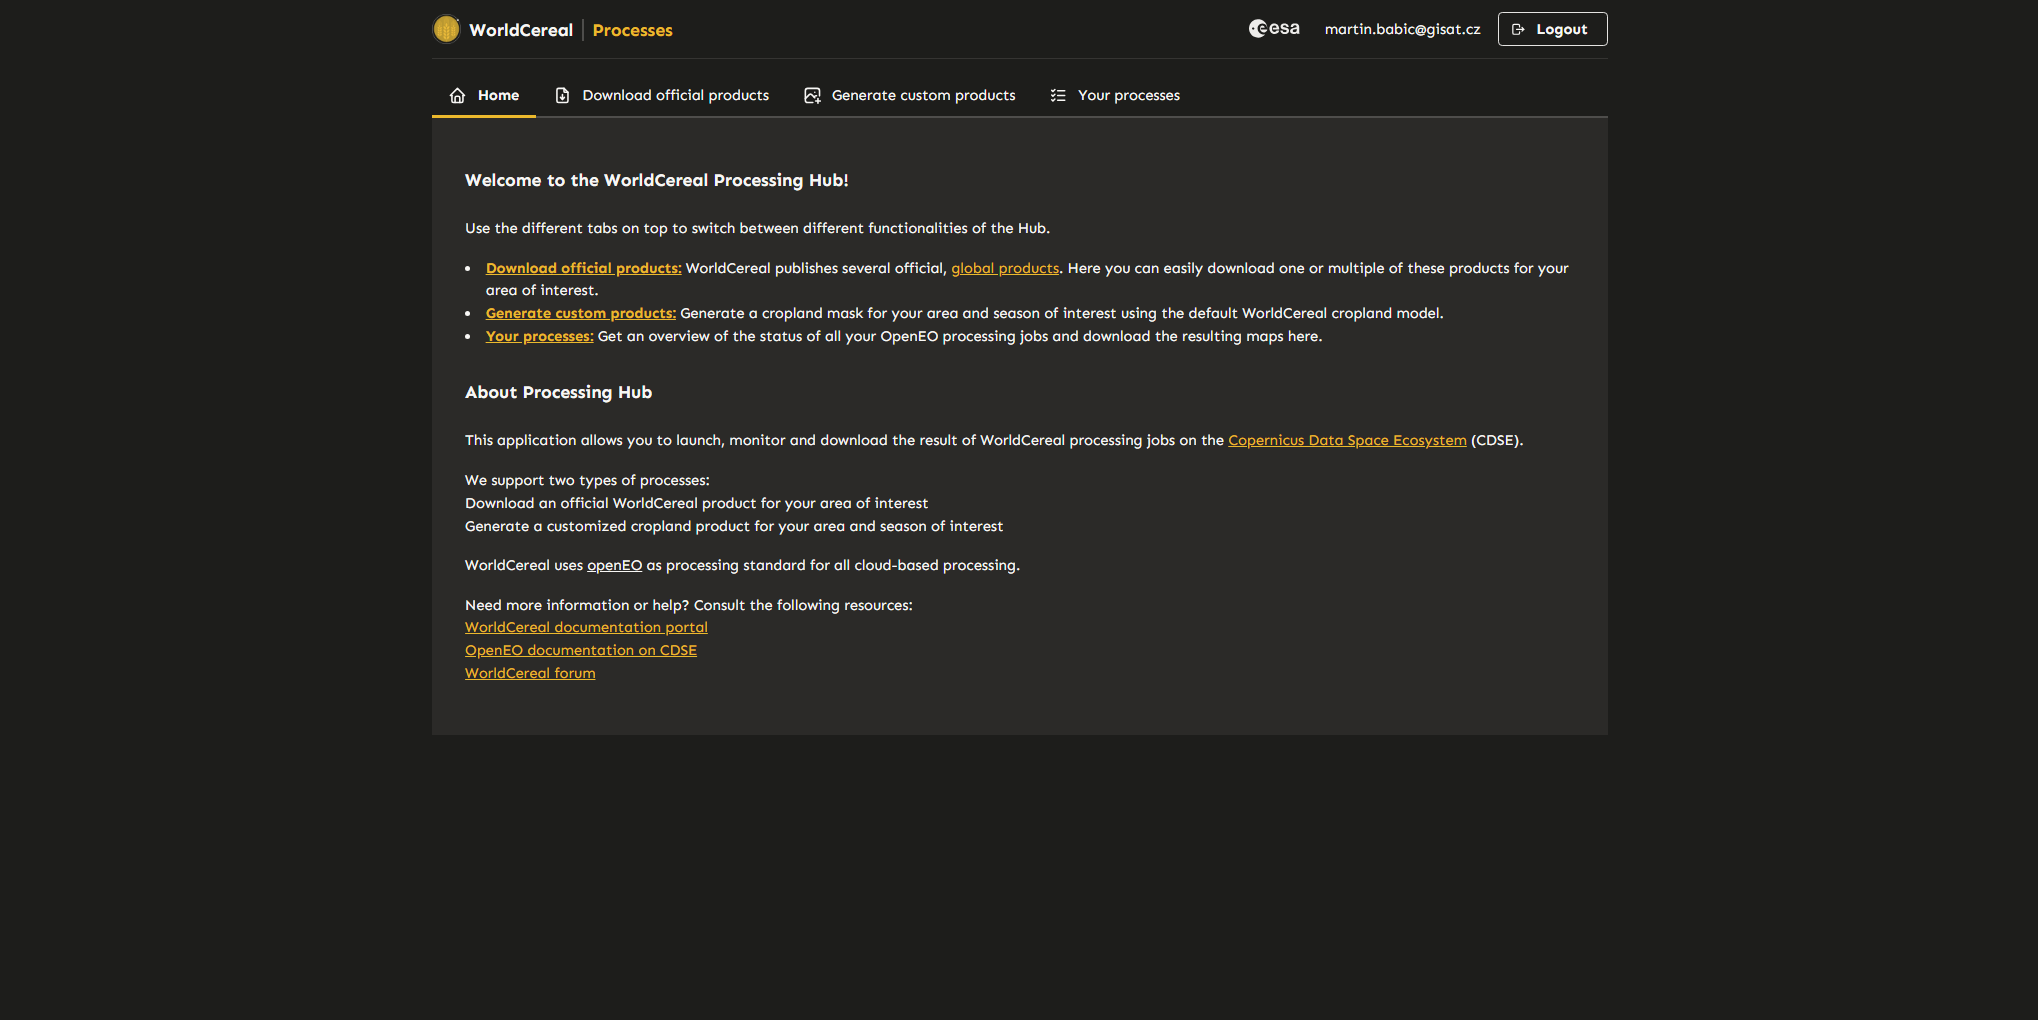 WorldCereal | Processes
esa
martin.babic@gisat.cz
Logout
Home
Download official products
Generate custom products
Your processes
Welcome to the WorldCereal Processing Hub!
Use the different tabs on top to switch between different functionalities of the Hub.
• Download official products: WorldCereal publishes several official, global products. Here you can easily download one or multiple of these products for your
area of interest.
• Generate custom products: Generate a cropland mask for your area and season of interest using the default WorldCereal cropland model.
• Your processes: Get an overview of the status of all your OpenEO processing jobs and download the resulting maps here.
About Processing Hub
This application allows you to launch, monitor and download the result of WorldCereal processing jobs on the Copernicus Data Space Ecosystem (CDSE).
We support two types of processes:
Download an official WorldCereal product for your area of interest
Generate a customized cropland product for your area and season of interest
WorldCereal uses openEO as processing standard for all cloud-based processing.
Need more information or help? Consult the following resources:
WorldCereal documentation portal
OpenEO documentation on CDSE
WorldCereal forum